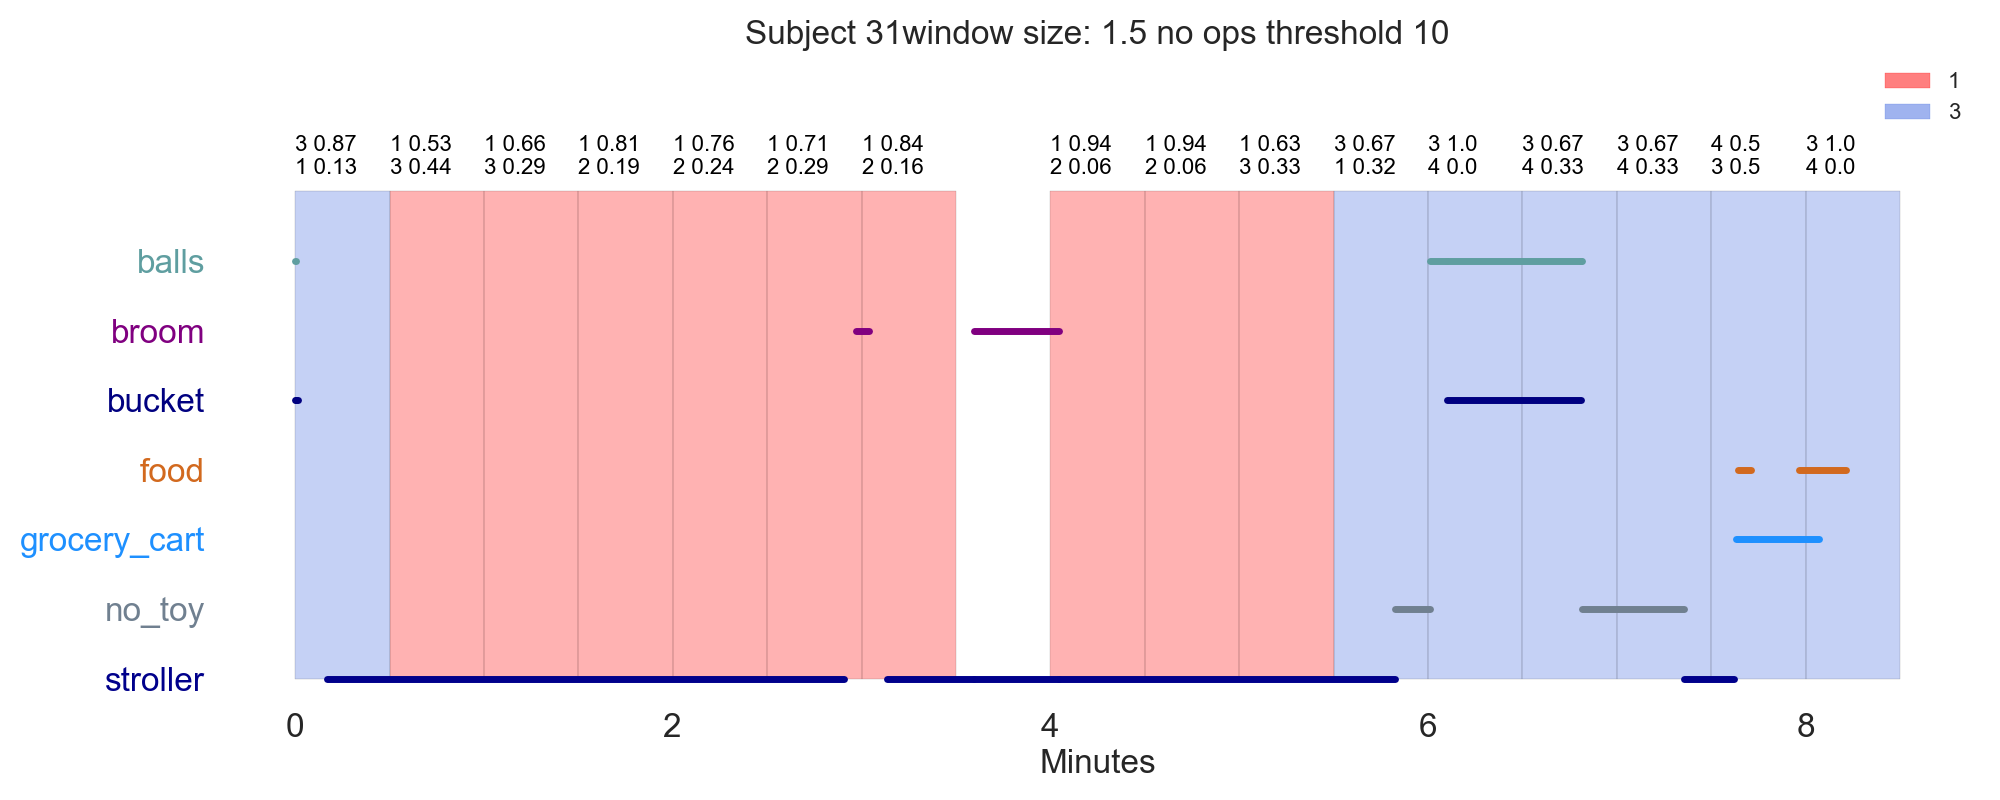 Subject 31window size: 1.5 no ops threshold 10
1
3
3 0.87 1 0.53 1 0.66 1 0.81 1 0.76 1 0.71 1 0.84 1 0.94 1 0.94 1 0.63 3 0.67 3 1.0 3 0.67 3 0.67 4 0.5 3 1.0
1 0.13 3 0.44 3 0.29 2 0.19 2 0.24 2 0.29 2 0.16 2 0.06 2 0.06 3 0.33 1 0.32 4 0.0 4 0.33 4 0.33 3 0.5 4 0.0
balls
broom
bucket
food
grocery_cart
no_toy
stroller
0 2 4 6 8
Minutes